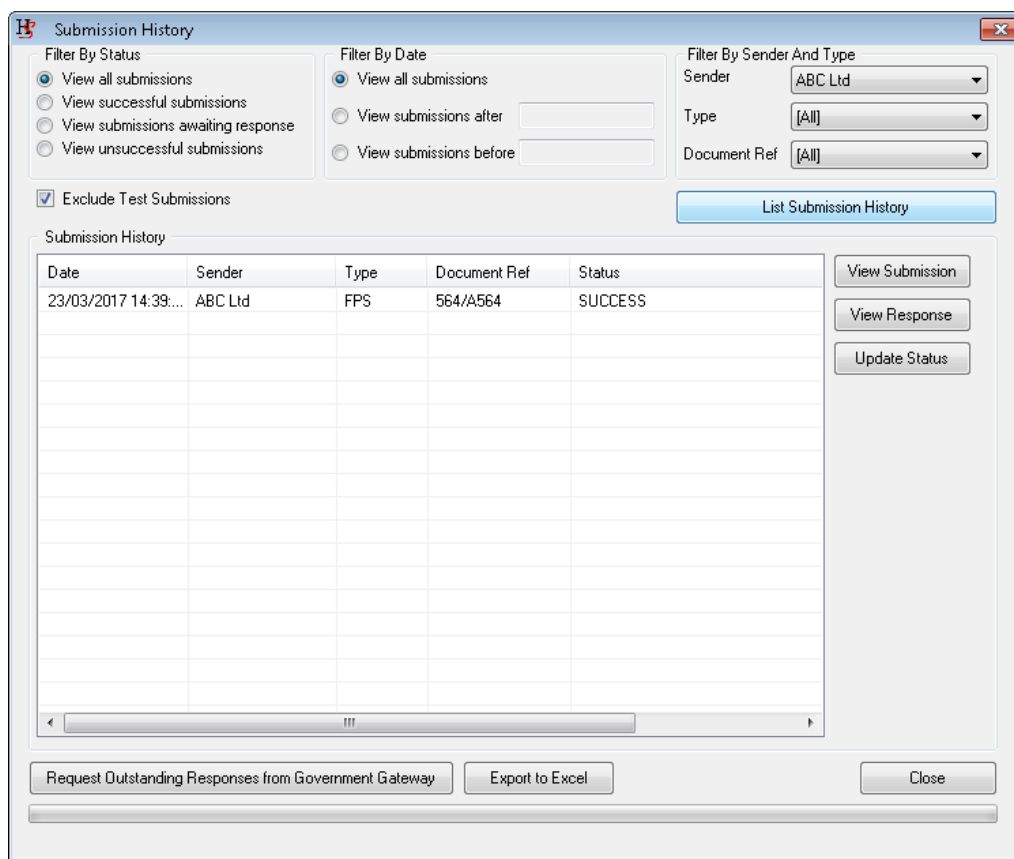 HS Submission History
Filter By Status
View all submissions
View successful submissions
View submissions awaiting response
View unsuccessful submissions
Filter By Date
View all submissions
View submissions after
View submissions before
Filter By Sender And Type
Sender ABC Ltd
Type [All]
Document Ref [All]
Exclude Test Submissions
List Submission History
Submission History
Date Sender Type Document Ref Status
23/03/2017 14:39:... ABC Ltd FPS 564/A564 SUCCESS
View Submission
View Response
Update Status
Request Outstanding Responses from Government Gateway Export to Excel Close